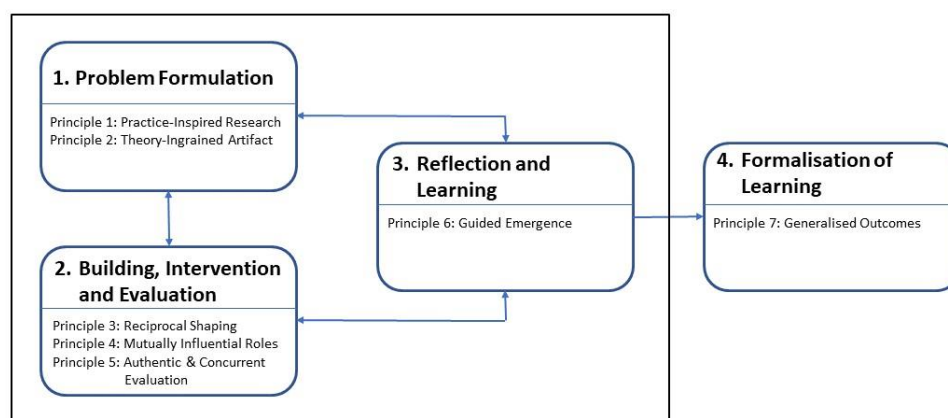 1. Problem Formulation
Principle 1: Practice-Inspired Research
Principle 2: Theory-Ingrained Artifact
2. Building, Intervention
and Evaluation
Principle 3: Reciprocal Shaping
Principle 4: Mutually Influential Roles
Principle 5: Authentic & Concurrent
Evaluation
3. Reflection and
Learning
Principle 6: Guided Emergence
4. Formalisation of
Learning
Principle 7: Generalised Outcomes